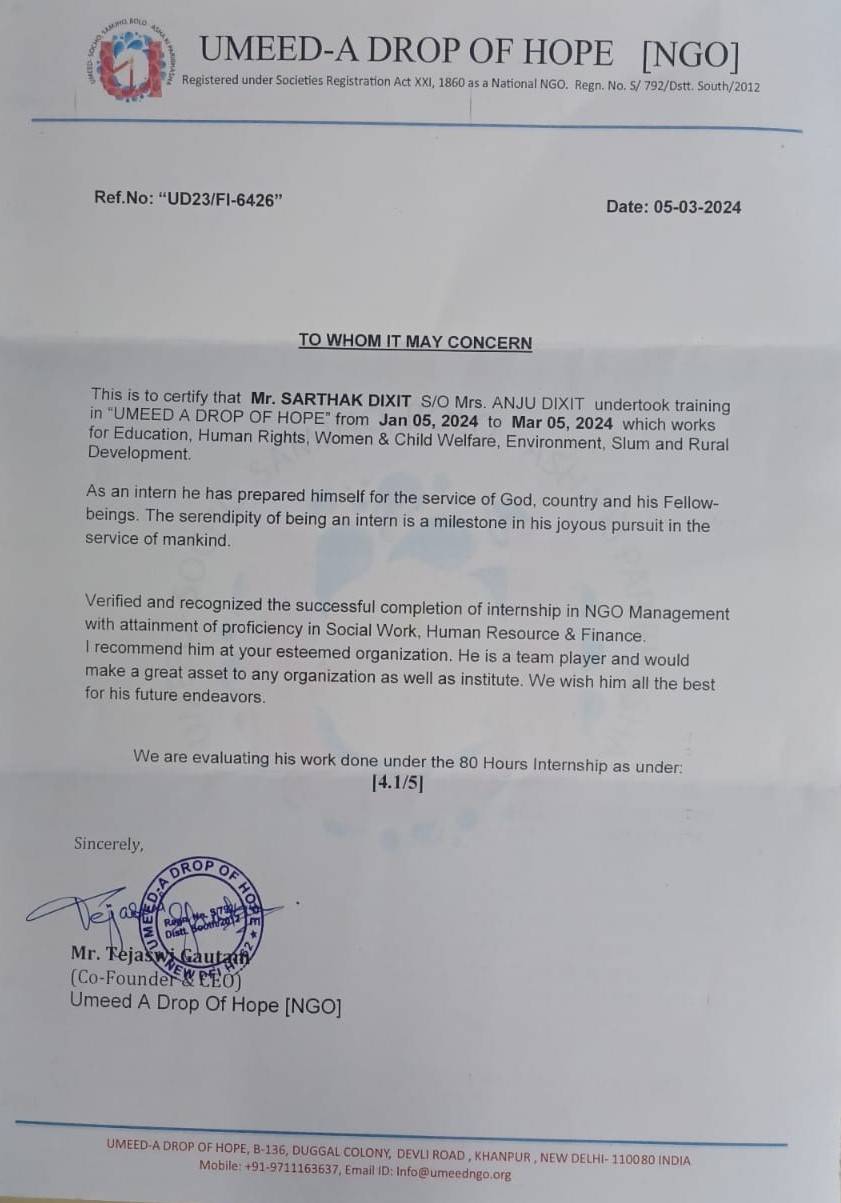 UMEED-A DROP OF HOPE [NGO]
Registered under Societies Registration Act XXI, 1860 as a National NGO. Regn. No. S/ 792/Dstt. South/2012
Ref.No: “UD23/FI-6426”
Date: 05-03-2024
TO WHOM IT MAY CONCERN
This is to certify that Mr. SARTHAK DIXIT S/O Mrs. ANJU DIXIT undertook training
in “UMEED A DROP OF HOPE” from Jan 05, 2024 to Mar 05, 2024 which works
for Education, Human Rights, Women & Child Welfare, Environment, Slum and Rural
Development.
As an intern he has prepared himself for the service of God, country and his Fellow-
beings. The serendipity of being an intern is a milestone in his joyous pursuit in the
service of mankind.
Verified and recognized the successful completion of internship in NGO Management
with attainment of proficiency in Social Work, Human Resource & Finance.
I recommend him at your esteemed organization. He is a team player and would
make a great asset to any organization as well as institute. We wish him all the best
for his future endeavors.
We are evaluating his work done under the 80 Hours Internship as under:
[4.1/5]
Sincerely,
UMEED-A DROP OF HOPE
Regn. No. S/792/
Distt. South/2012
NEW DELHI-62
Mr. Tejaswi Gautam
(Co-Founder & CEO)
Umeed A Drop Of Hope [NGO]
UMEED-A DROP OF HOPE, B-136, DUGGAL COLONY, DEVLI ROAD , KHANPUR , NEW DELHI- 110080 INDIA
Mobile: +91-9711163637, Email ID: Info@umeedngo.org